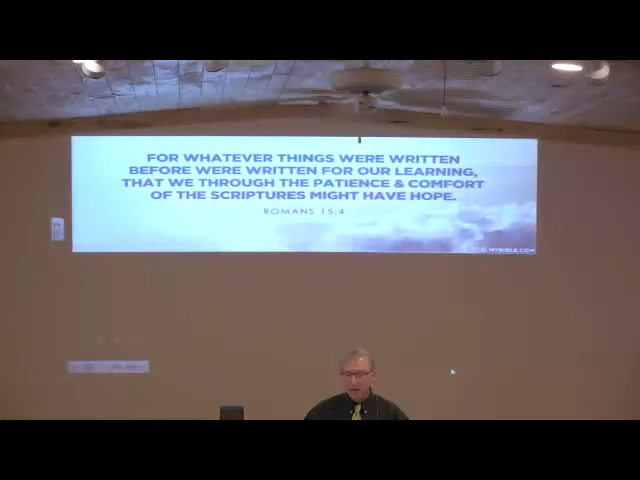 FOR WHATEVER THINGS WERE WRITTEN
BEFORE WERE WRITTEN FOR OUR LEARNING,
THAT WE THROUGH THE PATIENCE & COMFORT
OF THE SCRIPTURES MIGHT HAVE HOPE.
ROMANS 15:4